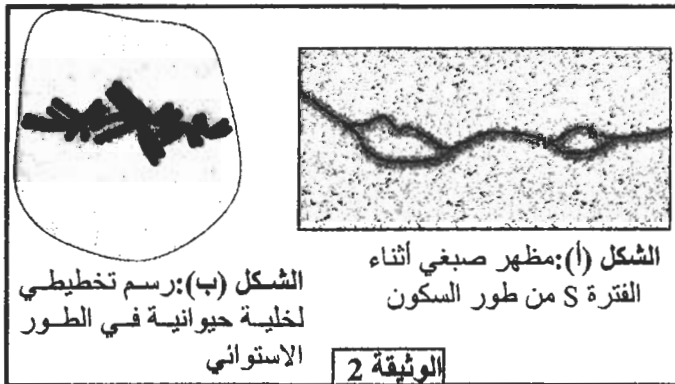 الشكل (أ):مظهر صبغي أثناء
الفترة S من طور السكون
الشكل (ب):رسم تخطيطي
لخلية حيوانية في الطور
الاستوائي
الوثيقة 2